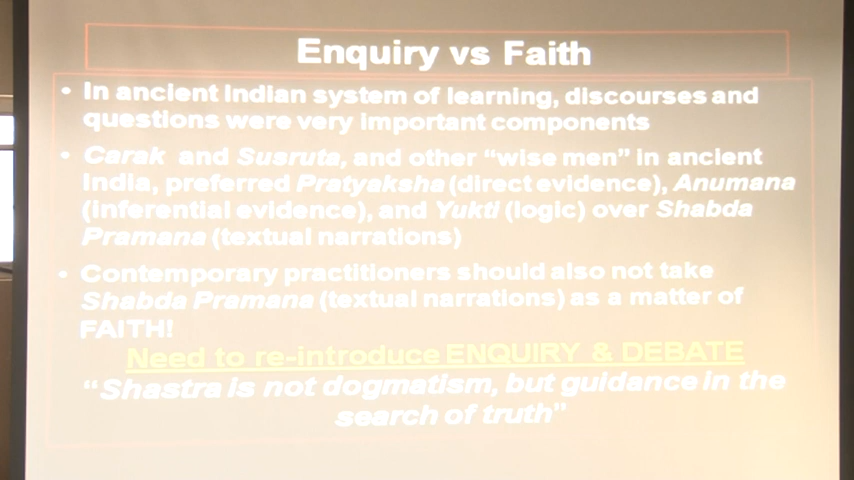 Enquiry vs Faith
• In ancient Indian system of learning, discourses and
questions were very important components
• Carak and Susruta, and other "wise men" in ancient
India, preferred Pratyaksha (direct evidence), Anumana
(inferential evidence), and Yukti (logic) over Shabda
Pramana (textual narrations)
• Contemporary practitioners should also not take
Shabda Pramana (textual narrations) as a matter of
FAITH!
Need to re-introduce ENQUIRY & DEBATE
"Shastra is not dogmatism, but guidance in the
search of truth"